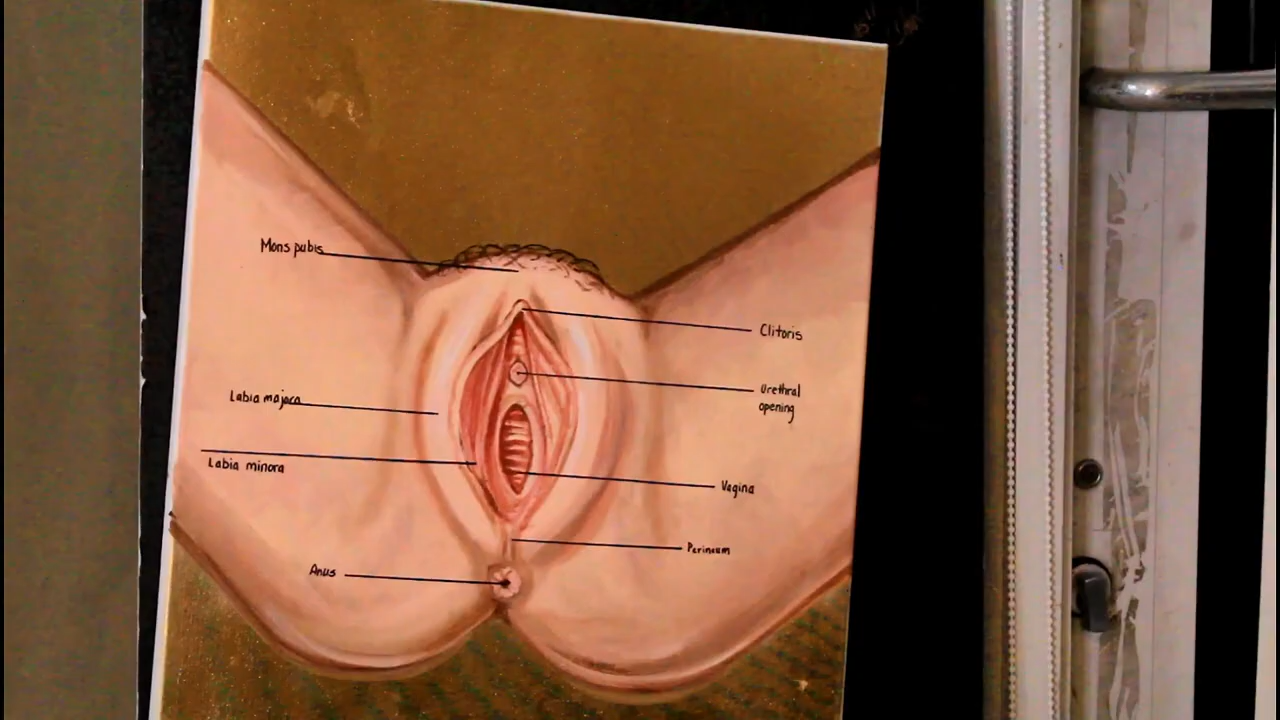 Mons pubis
Clitoris
Urethral
opening
Labia majora
Labia minora
Vagina
Perineum
Anus